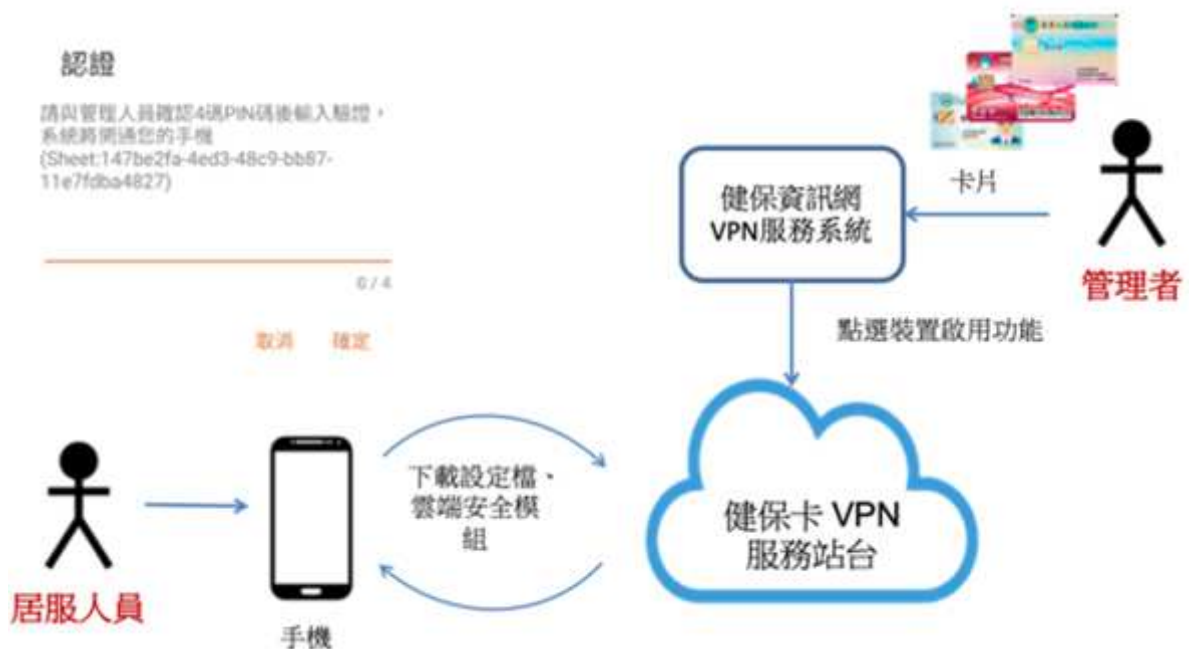 認證
請與管理人員確認4碼PIN碼後輸入驗證，
系統將開通您的手機
(Sheet:147be2fa-4ed3-48c9-bb87-
11e7fdba4827)
0/4
取消 確定
卡片
管理者
健保資訊網
VPN服務系統
點選裝置啟用功能
下載設定檔、
雲端安全模
組
健保卡 VPN
服務站台
居服人員
手機